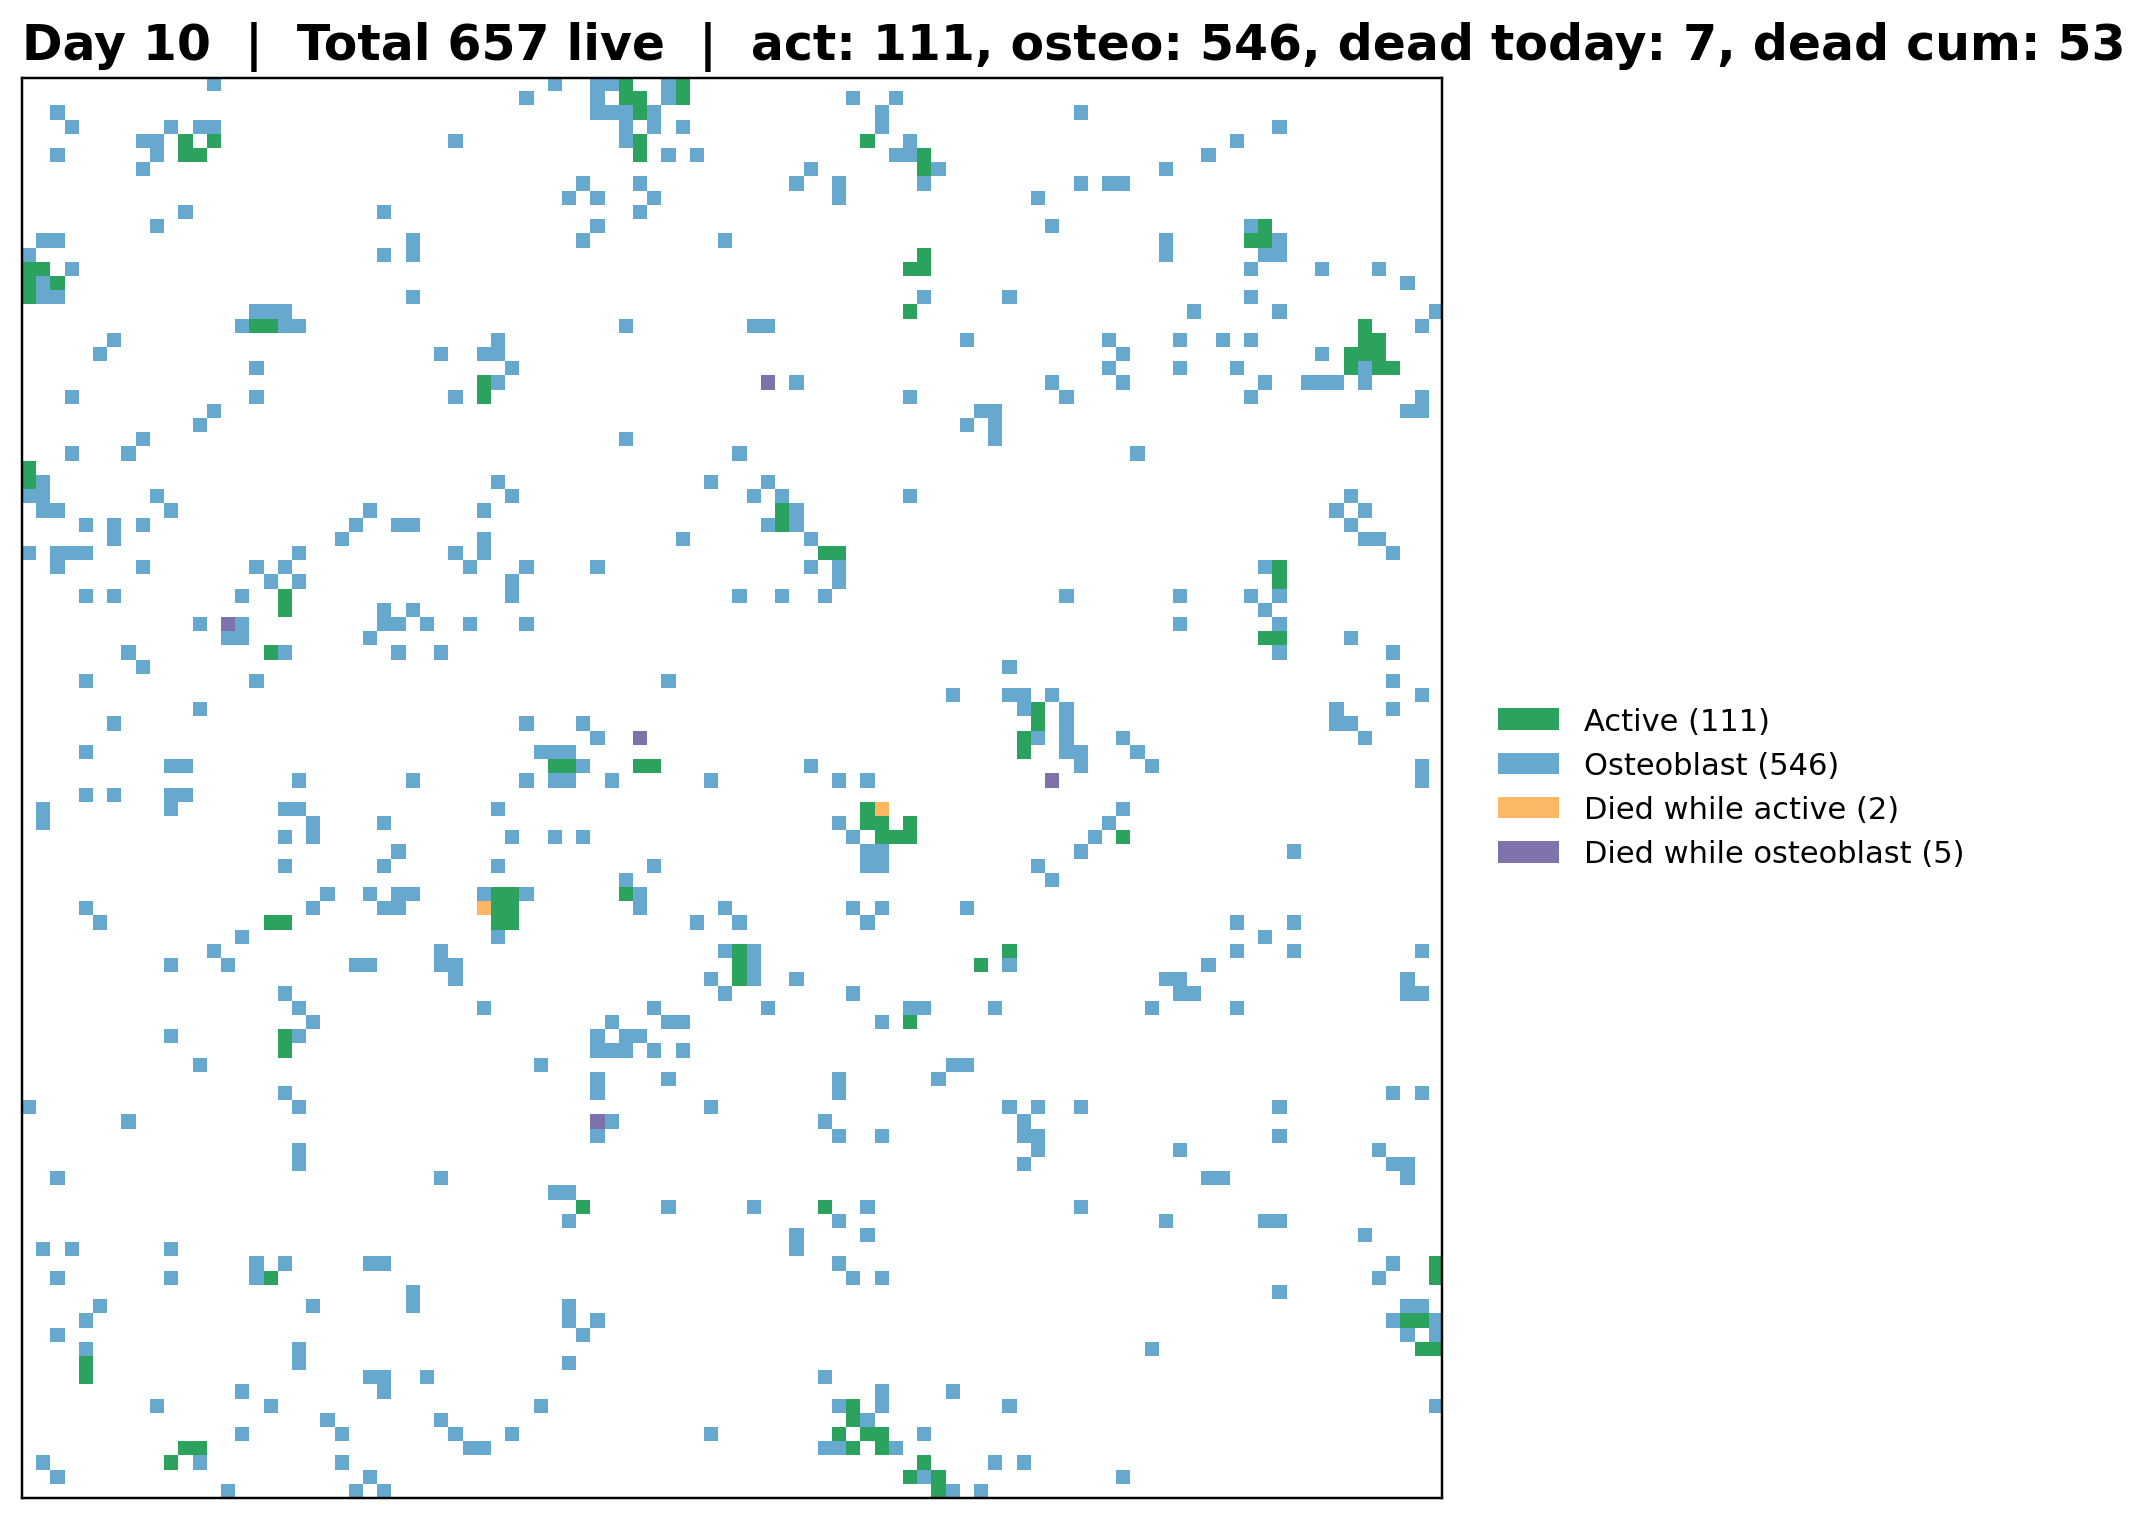 Day 10 | Total 657 live | act: 111, osteo: 546, dead today: 7, dead cum: 53
Active (111)
Osteoblast (546)
Died while active (2)
Died while osteoblast (5)